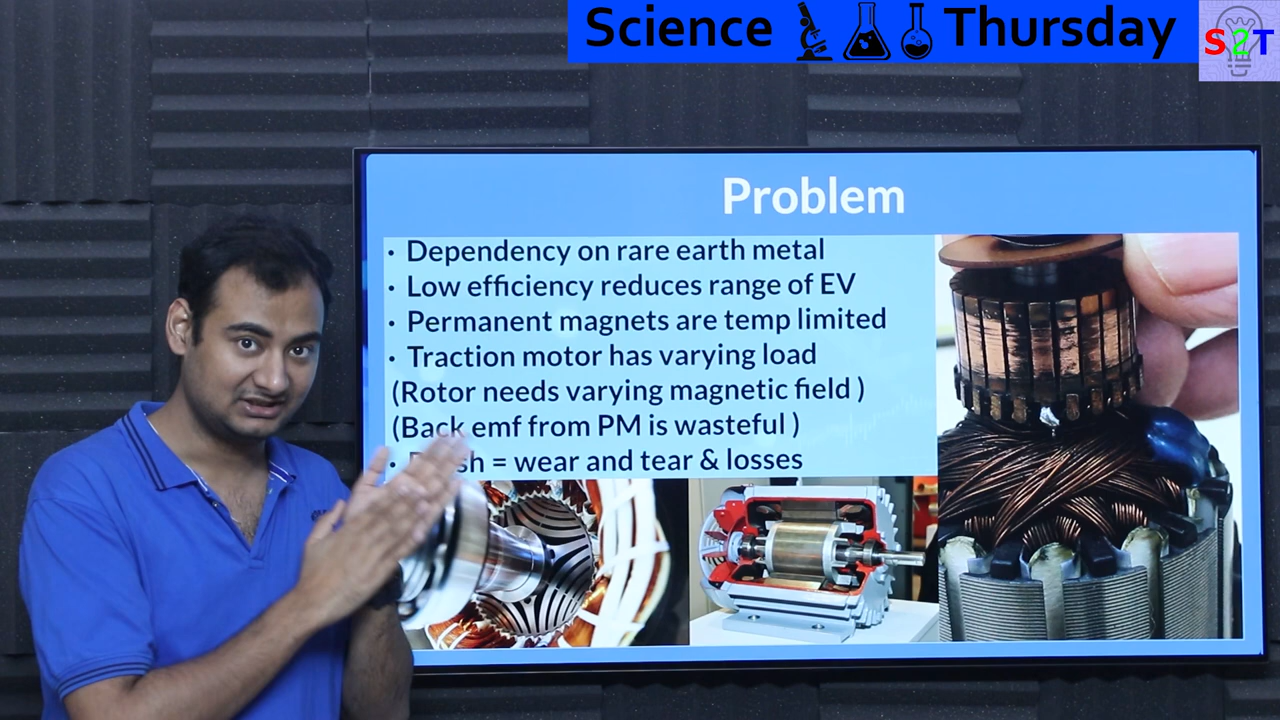 Science Thursday
S2T
Problem
· Dependency on rare earth metal
· Low efficiency reduces range of EV
· Permanent magnets are temp limited
· Traction motor has varying load
(Rotor needs varying magnetic field )
(Back emf from PM is wasteful )
· = wear and tear & losses